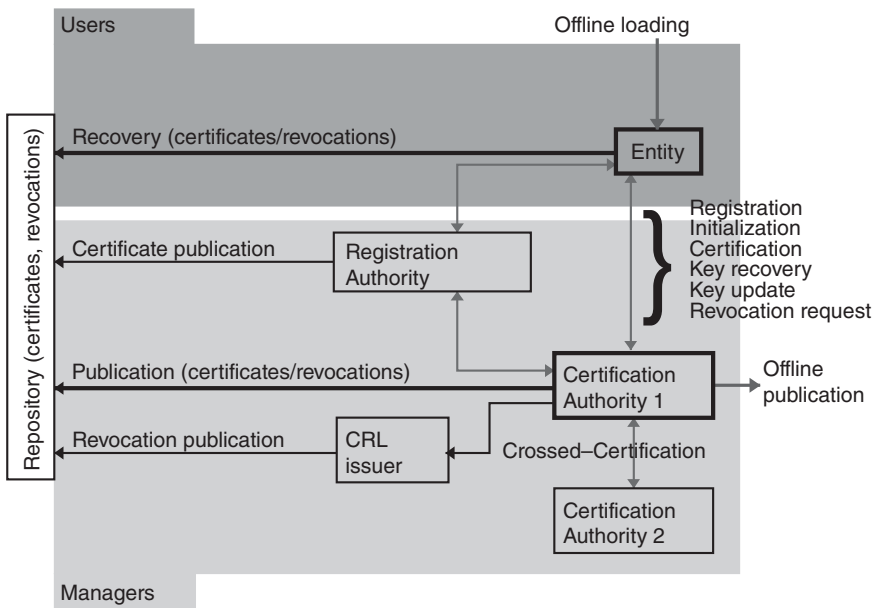 Users
Offline loading
Recovery (certificates/revocations)
Entity
Repository (certificates, revocations)
Registration
Initialization
Certification
Key recovery
Key update
Revocation request
Certificate publication
Registration
Authority
Publication (certificates/revocations)
Certification
Authority 1
Offline
publication
Revocation publication
CRL
issuer
Crossed–Certification
Certification
Authority 2
Managers